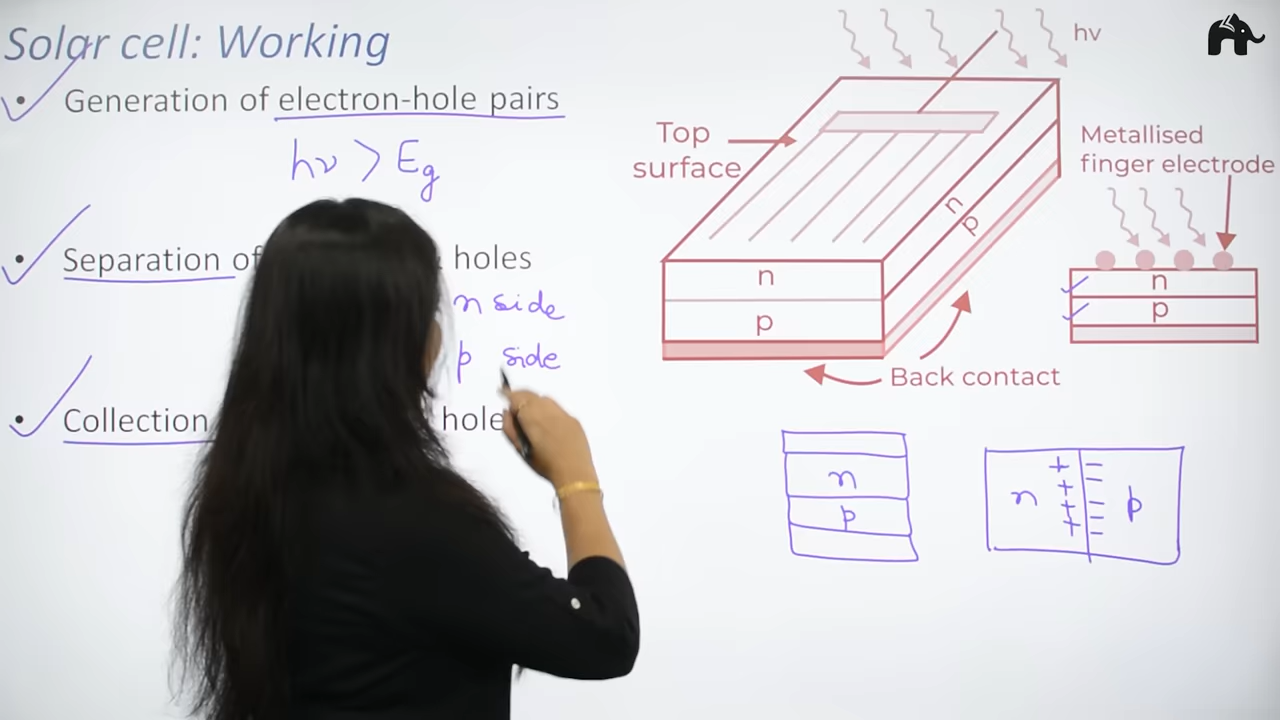 Solar cell: Working
• Generation of electron-hole pairs
hν > Eg
• Separation of holes
n side
p side
• Collection hole
hv
Top
surface
n
p
n
p
Back contact
Metallised
finger electrode
n
p
n
p
n + + + + − − − − − − p